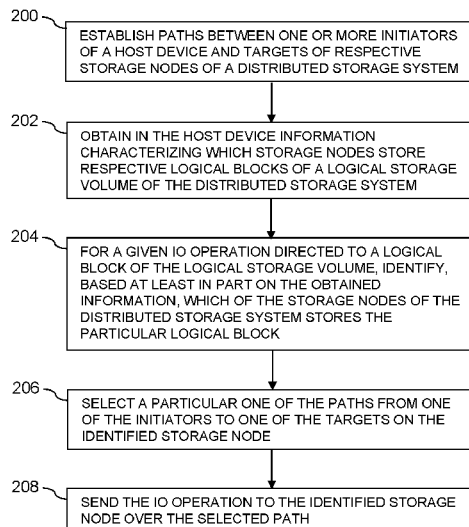 200
ESTABLISH PATHS BETWEEN ONE OR MORE INITIATORS
OF A HOST DEVICE AND TARGETS OF RESPECTIVE
STORAGE NODES OF A DISTRIBUTED STORAGE SYSTEM
202
OBTAIN IN THE HOST DEVICE INFORMATION
CHARACTERIZING WHICH STORAGE NODES STORE
RESPECTIVE LOGICAL BLOCKS OF A LOGICAL STORAGE
VOLUME OF THE DISTRIBUTED STORAGE SYSTEM
204
FOR A GIVEN IO OPERATION DIRECTED TO A LOGICAL
BLOCK OF THE LOGICAL STORAGE VOLUME, IDENTIFY,
BASED AT LEAST IN PART ON THE OBTAINED
INFORMATION, WHICH OF THE STORAGE NODES OF THE
DISTRIBUTED STORAGE SYSTEM STORES THE
PARTICULAR LOGICAL BLOCK
206
SELECT A PARTICULAR ONE OF THE PATHS FROM ONE
OF THE INITIATORS TO ONE OF THE TARGETS ON THE
IDENTIFIED STORAGE NODE
208
SEND THE IO OPERATION TO THE IDENTIFIED STORAGE
NODE OVER THE SELECTED PATH